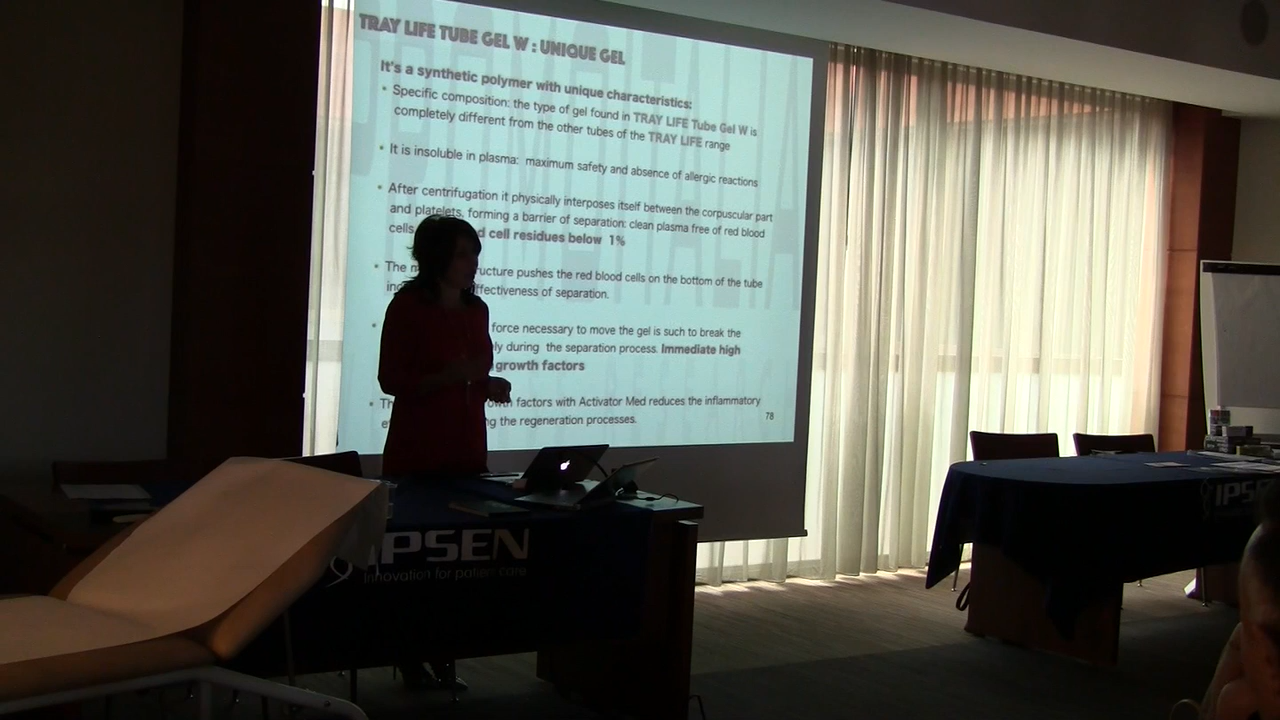 TRAY LIFE TUBE GEL W : UNIQUE GEL
It's a synthetic polymer with unique characteristics:
• Specific composition: the type of gel found in TRAY LIFE Tube Gel W is
completely different from the other tubes of the TRAY LIFE range
• It is insoluble in plasma: maximum safety and absence of allergic reactions
• After centrifugation it physically interposes itself between the corpuscular part
and platelets, forming a barrier of separation: clean plasma free of red blood
cells cell residues below 1%
• The pushes the red blood cells on the bottom of the tube
of separation.
• force necessary to move the gel is such to break the
during the separation process. Immediate high
growth factors
• factors with Activator Med reduces the inflammatory
the regeneration processes.
78
IPSEN
Innovation for patient care
IPSEN